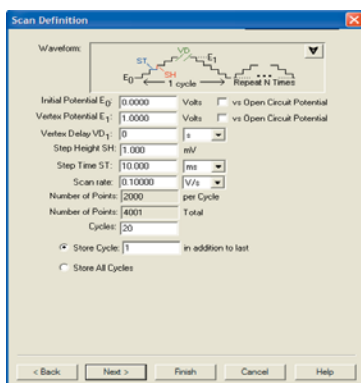 Scan Definition
Waveform:
VD
ST
E1
E0
SH
1 cycle
Repeat N Times
Initial Potential E0: 0.0000 Volts vs Open Circuit Potential
Vertex Potential E1: 1.0000 Volts vs Open Circuit Potential
Vertex Delay VD1: 0 s
Step Height SH: 1.000 mV
Step Time ST: 10.000 ms
Scan rate: 0.10000 V/s
Number of Points: 2000 per Cycle
Number of Points: 4001 Total
Cycles: 20
Store Cycle: 1 in addition to last
Store All Cycles
< Back Next > Finish Cancel Help